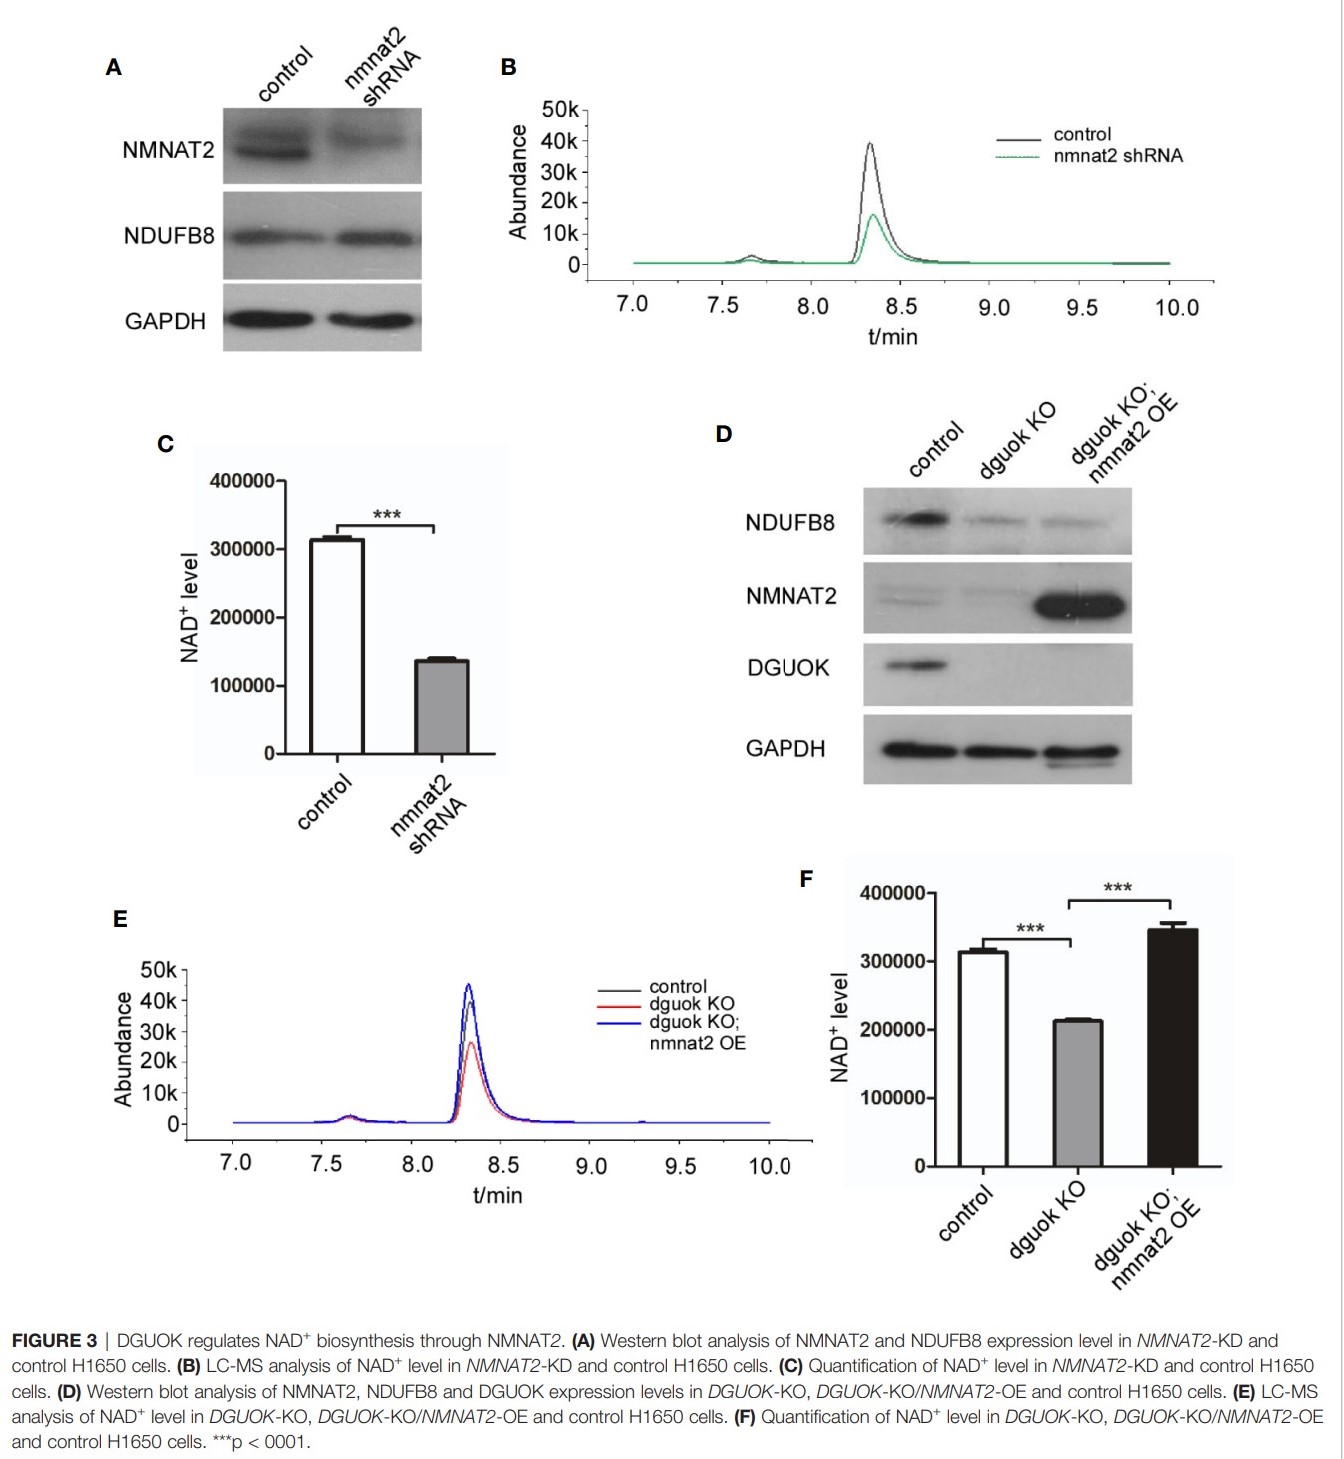 A
control
nmnat2
shRNA
NMNAT2
NDUFB8
GAPDH
B
50k
40k
30k
20k
10k
0
Abundance
control
nmnat2 shRNA
7.0 7.5 8.0 8.5 9.0 9.5 10.0
t/min
C
400000
300000
200000
100000
0
NAD⁺ level
***
control
nmnat2
shRNA
D
control
dguok KO
dguok KO;
nmnat2 OE
NDUFB8
NMNAT2
DGUOK
GAPDH
E
50k
40k
30k
20k
10k
0
Abundance
control
dguok KO
dguok KO;
nmnat2 OE
7.0 7.5 8.0 8.5 9.0 9.5 10.0
t/min
F
400000
300000
200000
100000
0
NAD⁺ level
***
***
control
dguok KO
dguok KO;
nmnat2 OE
FIGURE 3 | DGUOK regulates NAD⁺ biosynthesis through NMNAT2. (A) Western blot analysis of NMNAT2 and NDUFB8 expression level in NMNAT2-KD and
control H1650 cells. (B) LC-MS analysis of NAD⁺ level in NMNAT2-KD and control H1650 cells. (C) Quantification of NAD⁺ level in NMNAT2-KD and control H1650
cells. (D) Western blot analysis of NMNAT2, NDUFB8 and DGUOK expression levels in DGUOK-KO, DGUOK-KO/NMNAT2-OE and control H1650 cells. (E) LC-MS
analysis of NAD⁺ level in DGUOK-KO, DGUOK-KO/NMNAT2-OE and control H1650 cells. (F) Quantification of NAD⁺ level in DGUOK-KO, DGUOK-KO/NMNAT2-OE
and control H1650 cells. ***p < 0001.